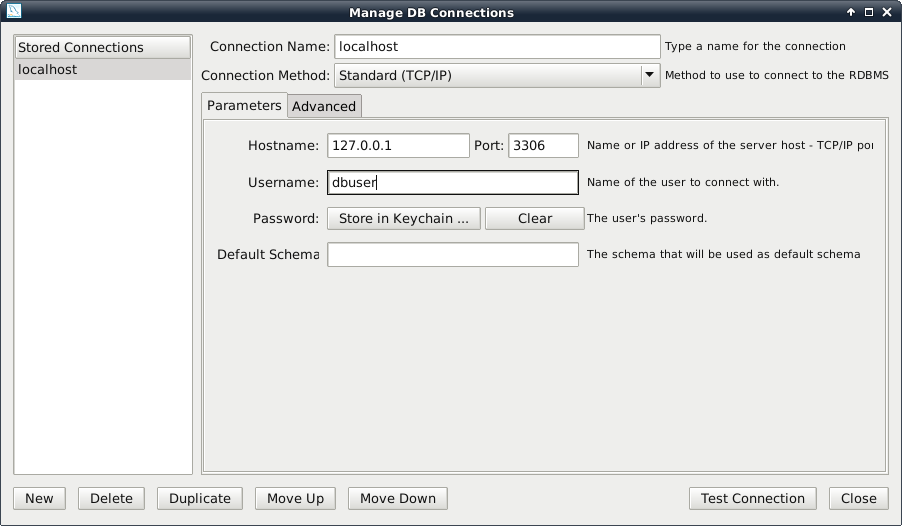 Manage DB Connections
Stored Connections
localhost
Connection Name: localhost Type a name for the connection
Connection Method: Standard (TCP/IP) Method to use to connect to the RDBMS
Parameters Advanced
Hostname: 127.0.0.1 Port: 3306 Name or IP address of the server host - TCP/IP por
Username: dbuser Name of the user to connect with.
Password: Store in Keychain ... Clear The user's password.
Default Schema The schema that will be used as default schema
New Delete Duplicate Move Up Move Down Test Connection Close